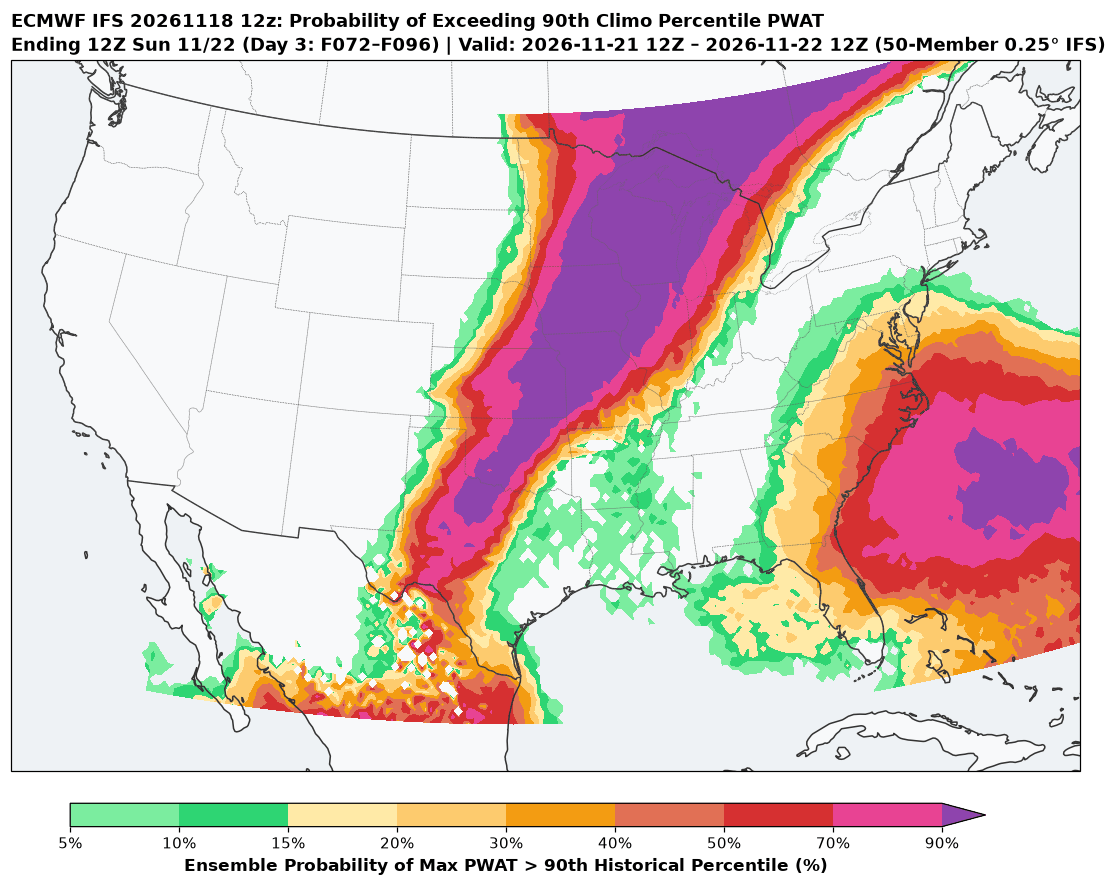 ECMWF IFS 20261118 12z: Probability of Exceeding 90th Climo Percentile PWAT
Ending 12Z Sun 11/22 (Day 3: F072–F096) | Valid: 2026-11-21 12Z – 2026-11-22 12Z (50-Member 0.25° IFS)
5% 10% 15% 20% 30% 40% 50% 70% 90%
Ensemble Probability of Max PWAT > 90th Historical Percentile (%)